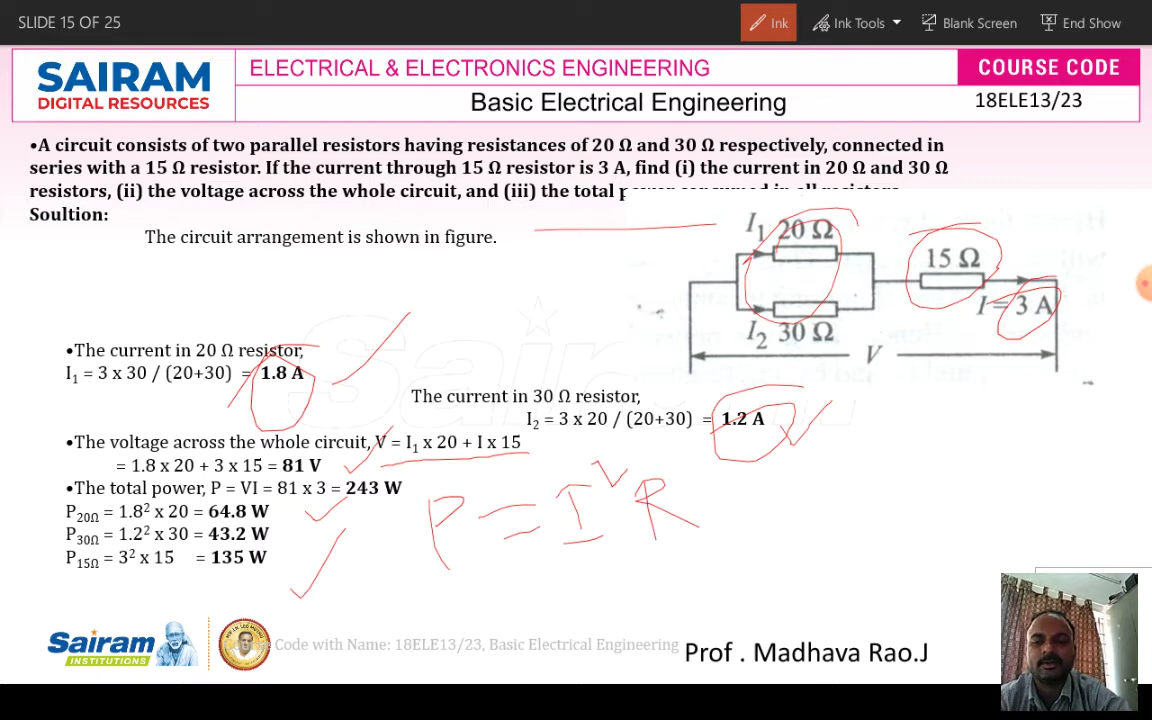 SLIDE 15 OF 25
Ink
Ink Tools
Blank Screen
End Show
SAIRAM
DIGITAL RESOURCES
ELECTRICAL & ELECTRONICS ENGINEERING
Basic Electrical Engineering
COURSE CODE
18ELE13/23
•A circuit consists of two parallel resistors having resistances of 20 Ω and 30 Ω respectively, connected in
series with a 15 Ω resistor. If the current through 15 Ω resistor is 3 A, find (i) the current in 20 Ω and 30 Ω
resistors, (ii) the voltage across the whole circuit, and (iii) the total power consumed in all resistors
Soultion:
The circuit arrangement is shown in figure.
I₁ 20 Ω
15 Ω
I = 3 A
I₂ 30 Ω
V
•The current in 20 Ω resistor,
I₁ = 3 x 30 / (20+30) = 1.8 A
The current in 30 Ω resistor,
I₂ = 3 x 20 / (20+30) = 1.2 A
•The voltage across the whole circuit, V = I₁ x 20 + I x 15
= 1.8 x 20 + 3 x 15 = 81 V
•The total power, P = VI = 81 x 3 = 243 W
P20Ω = 1.8² x 20 = 64.8 W
P30Ω = 1.2² x 30 = 43.2 W
P15Ω = 3² x 15 = 135 W
P = I² R
Sairam
INSTITUTIONS
Code with Name: 18ELE13/23, Basic Electrical Engineering
Prof . Madhava Rao.J